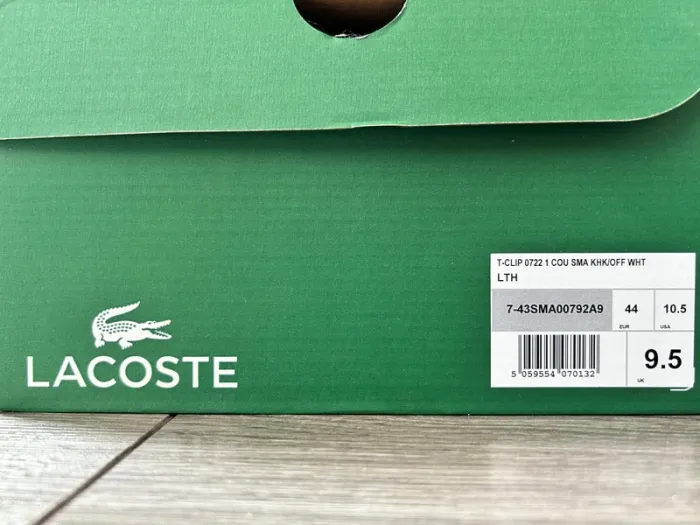 T-CLIP 0722 1 COU SMA KHK/OFF WHT
LTH
7-43SMA00792A9 44 10.5
EUR USA
5 059554 070132
9.5
UK
LACOSTE